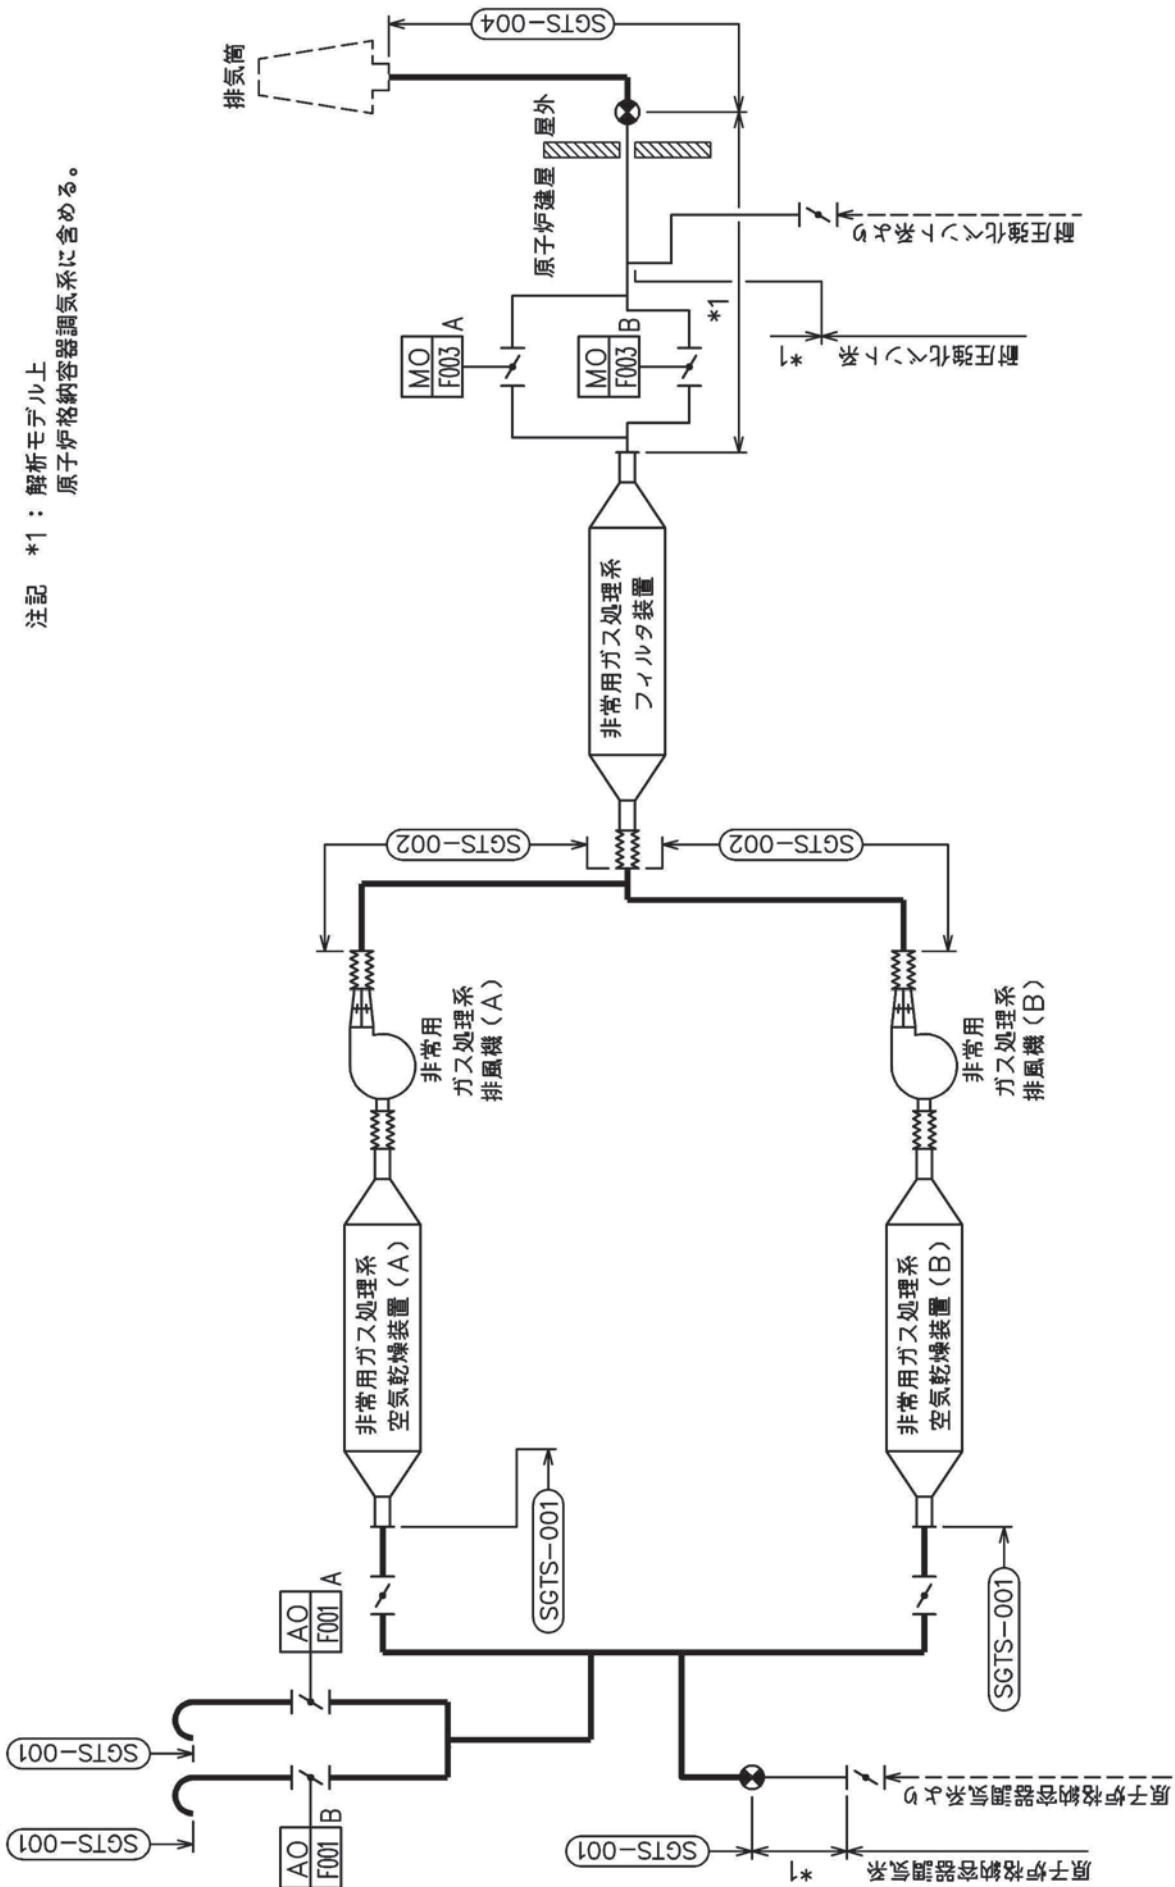 注記　*1：解析モデル上
原子炉格納容器調気系に含める。
SGTS-001
SGTS-001
AO
F001
A
AO
F001
B
SGTS-001
*1
原子炉格納容器調気系
原子炉格納容器調気系より
SGTS-001
SGTS-001
非常用ガス処理系
空気乾燥装置（A）
非常用ガス処理系
空気乾燥装置（B）
非常用
ガス処理系
排風機（A）
非常用
ガス処理系
排風機（B）
SGTS-002
SGTS-002
非常用ガス処理系
フィルタ装置
MO
F003
A
MO
F003
B
*1
*1
耐圧強化ベント系
耐圧強化ベント系より
原子炉建屋
屋外
SGTS-004
排気筒